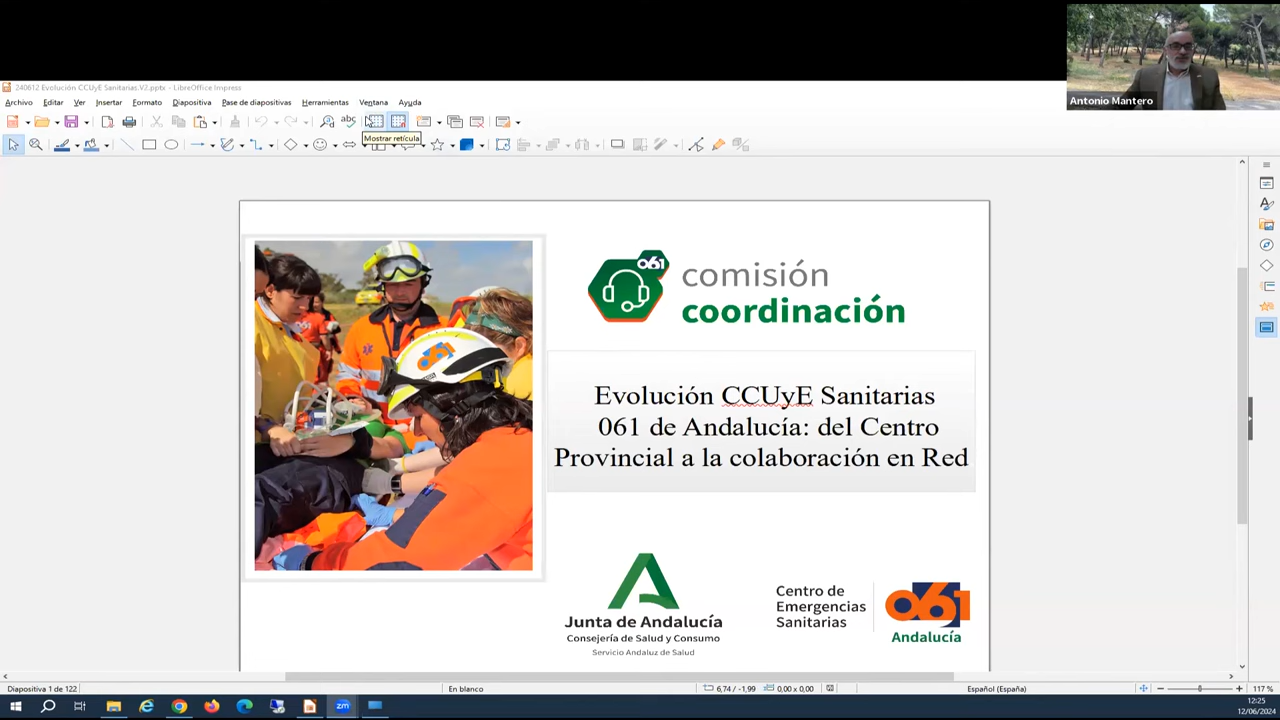 Antonio Mantero
240612 Evolución CCUyE Sanitarias.V2.pptx - LibreOffice Impress
Archivo Editar Ver Insertar Formato Diapositiva Pase de diapositivas Herramientas Ventana Ayuda
Mostrar retícula
061
comisión
coordinación
Evolución CCUyE Sanitarias
061 de Andalucía: del Centro
Provincial a la colaboración en Red
Junta de Andalucía
Consejería de Salud y Consumo
Servicio Andaluz de Salud
Centro de
Emergencias
Sanitarias
061
Andalucía
Diapositiva 1 de 122
En blanco
6,74 / -1,99
0,00 x 0,00
Español (España)
117 %
zm
12:25
12/06/2024